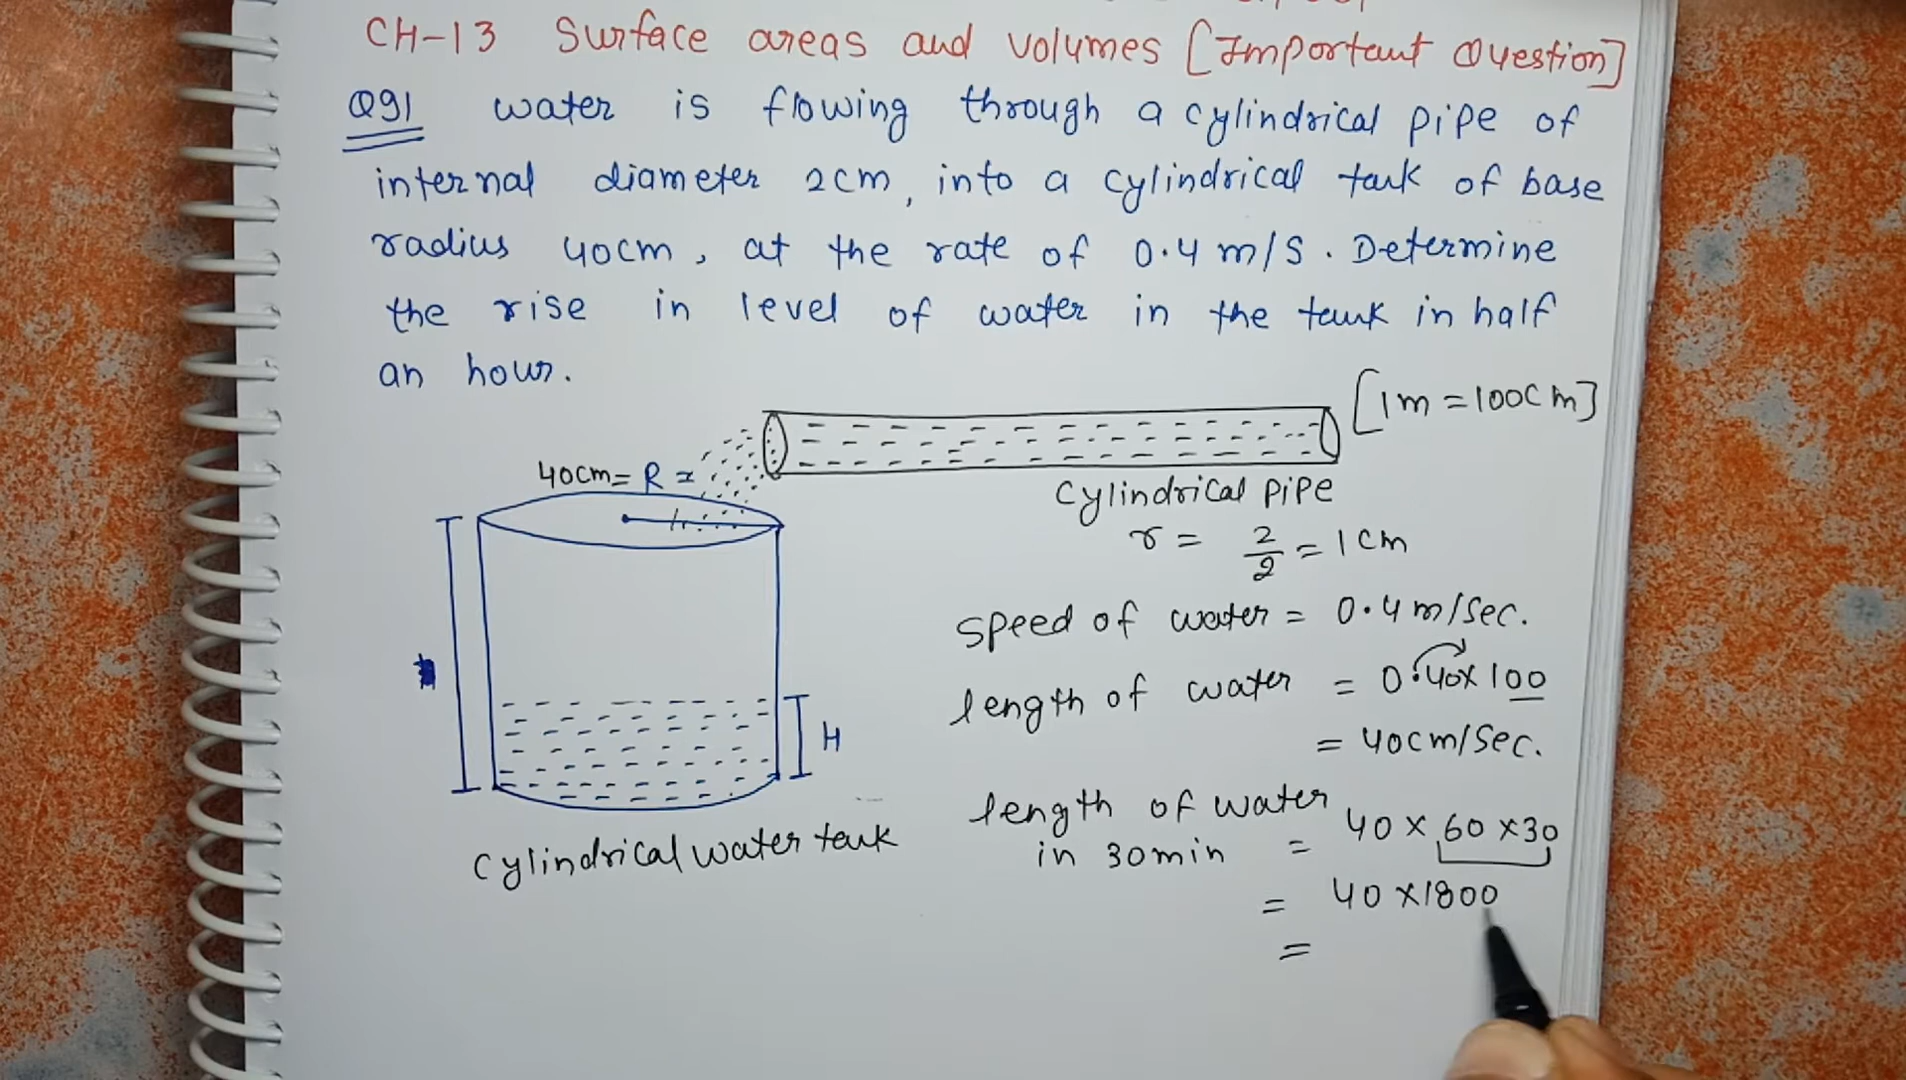 CH-13 Surface areas and volumes [Important Question]
Q91 water is flowing through a cylindrical pipe of
internal diameter 2cm, into a cylindrical tank of base
radius 40cm, at the rate of 0.4 m/s. Determine
the rise in level of water in the tank in half
an hour.
[1m = 100cm]
40cm = R =
cylindrical pipe
r = 2/2 = 1cm
speed of water = 0.4 m/sec.
length of water = 0.40 x 100
= 40cm/sec.
H
length of water
in 30min = 40 x 60 x 30
cylindrical water tank
= 40 x 1800
=